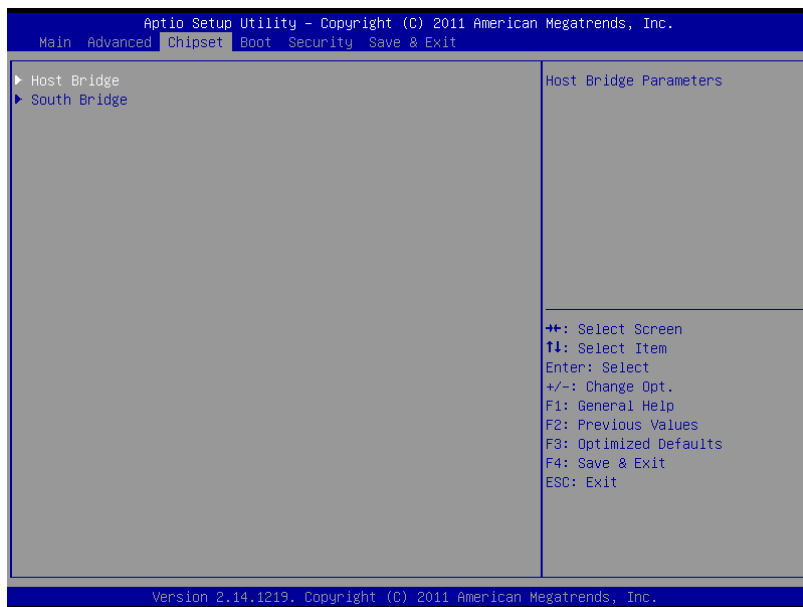 Aptio Setup Utility – Copyright (C) 2011 American Megatrends, Inc.
Main Advanced Chipset Boot Security Save & Exit
Host Bridge
South Bridge
Host Bridge Parameters
→←: Select Screen
↑↓: Select Item
Enter: Select
+/-: Change Opt.
F1: General Help
F2: Previous Values
F3: Optimized Defaults
F4: Save & Exit
ESC: Exit
Version 2.14.1219. Copyright (C) 2011 American Megatrends, Inc.